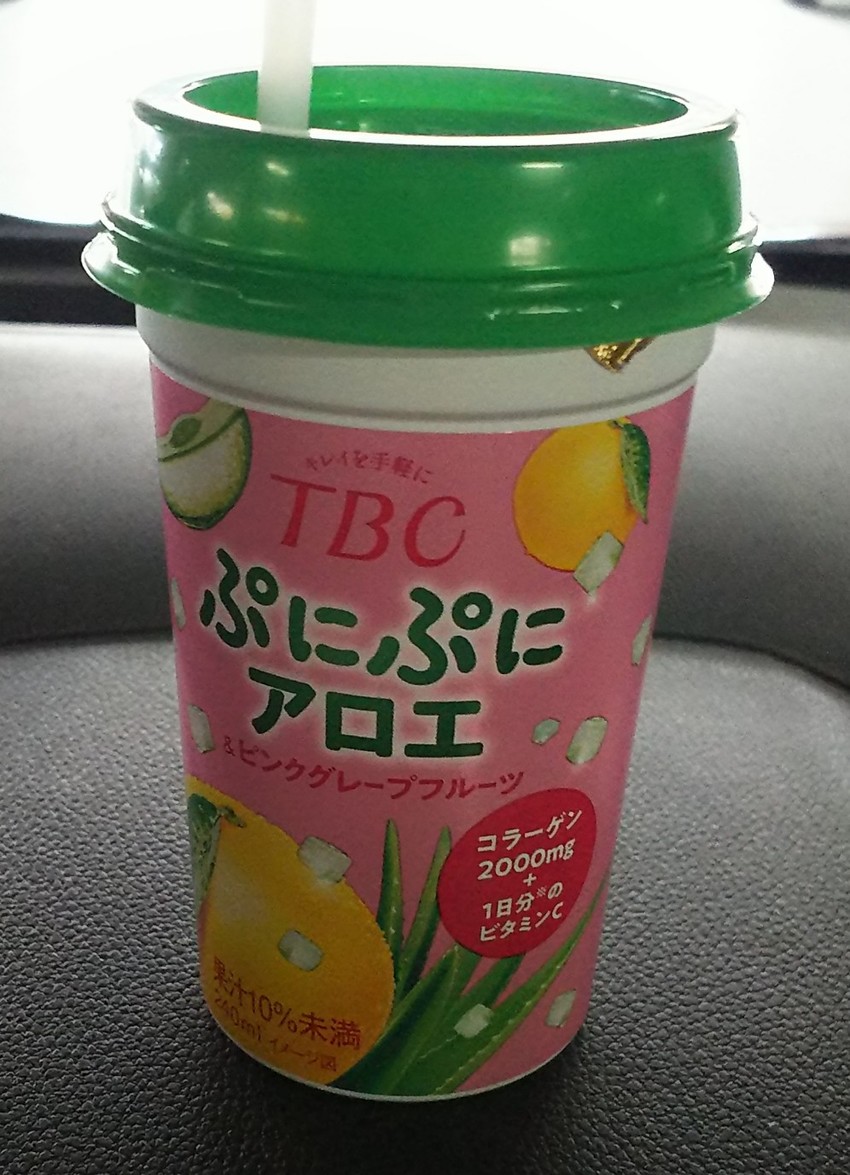 キレイを手軽に
TBC
ぷにぷに
アロエ
&ピンクグレープフルーツ
コラーゲン
2000mg
+
1日分※の
ビタミンC
果汁10%未満
240ml イメージ図